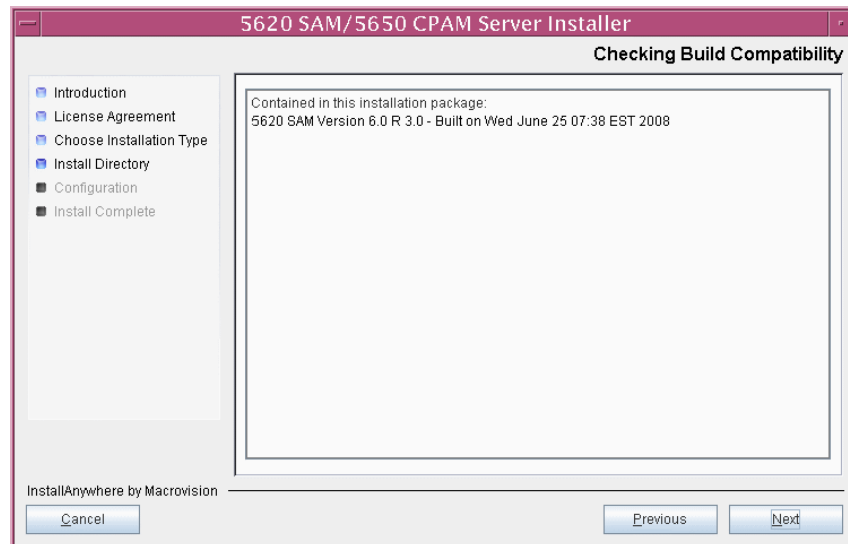 5620 SAM/5650 CPAM Server Installer
Checking Build Compatibility
Introduction
License Agreement
Choose Installation Type
Install Directory
Configuration
Install Complete
Contained in this installation package:
5620 SAM Version 6.0 R 3.0 - Built on Wed June 25 07:38 EST 2008
InstallAnywhere by Macrovision
Cancel
Previous
Next